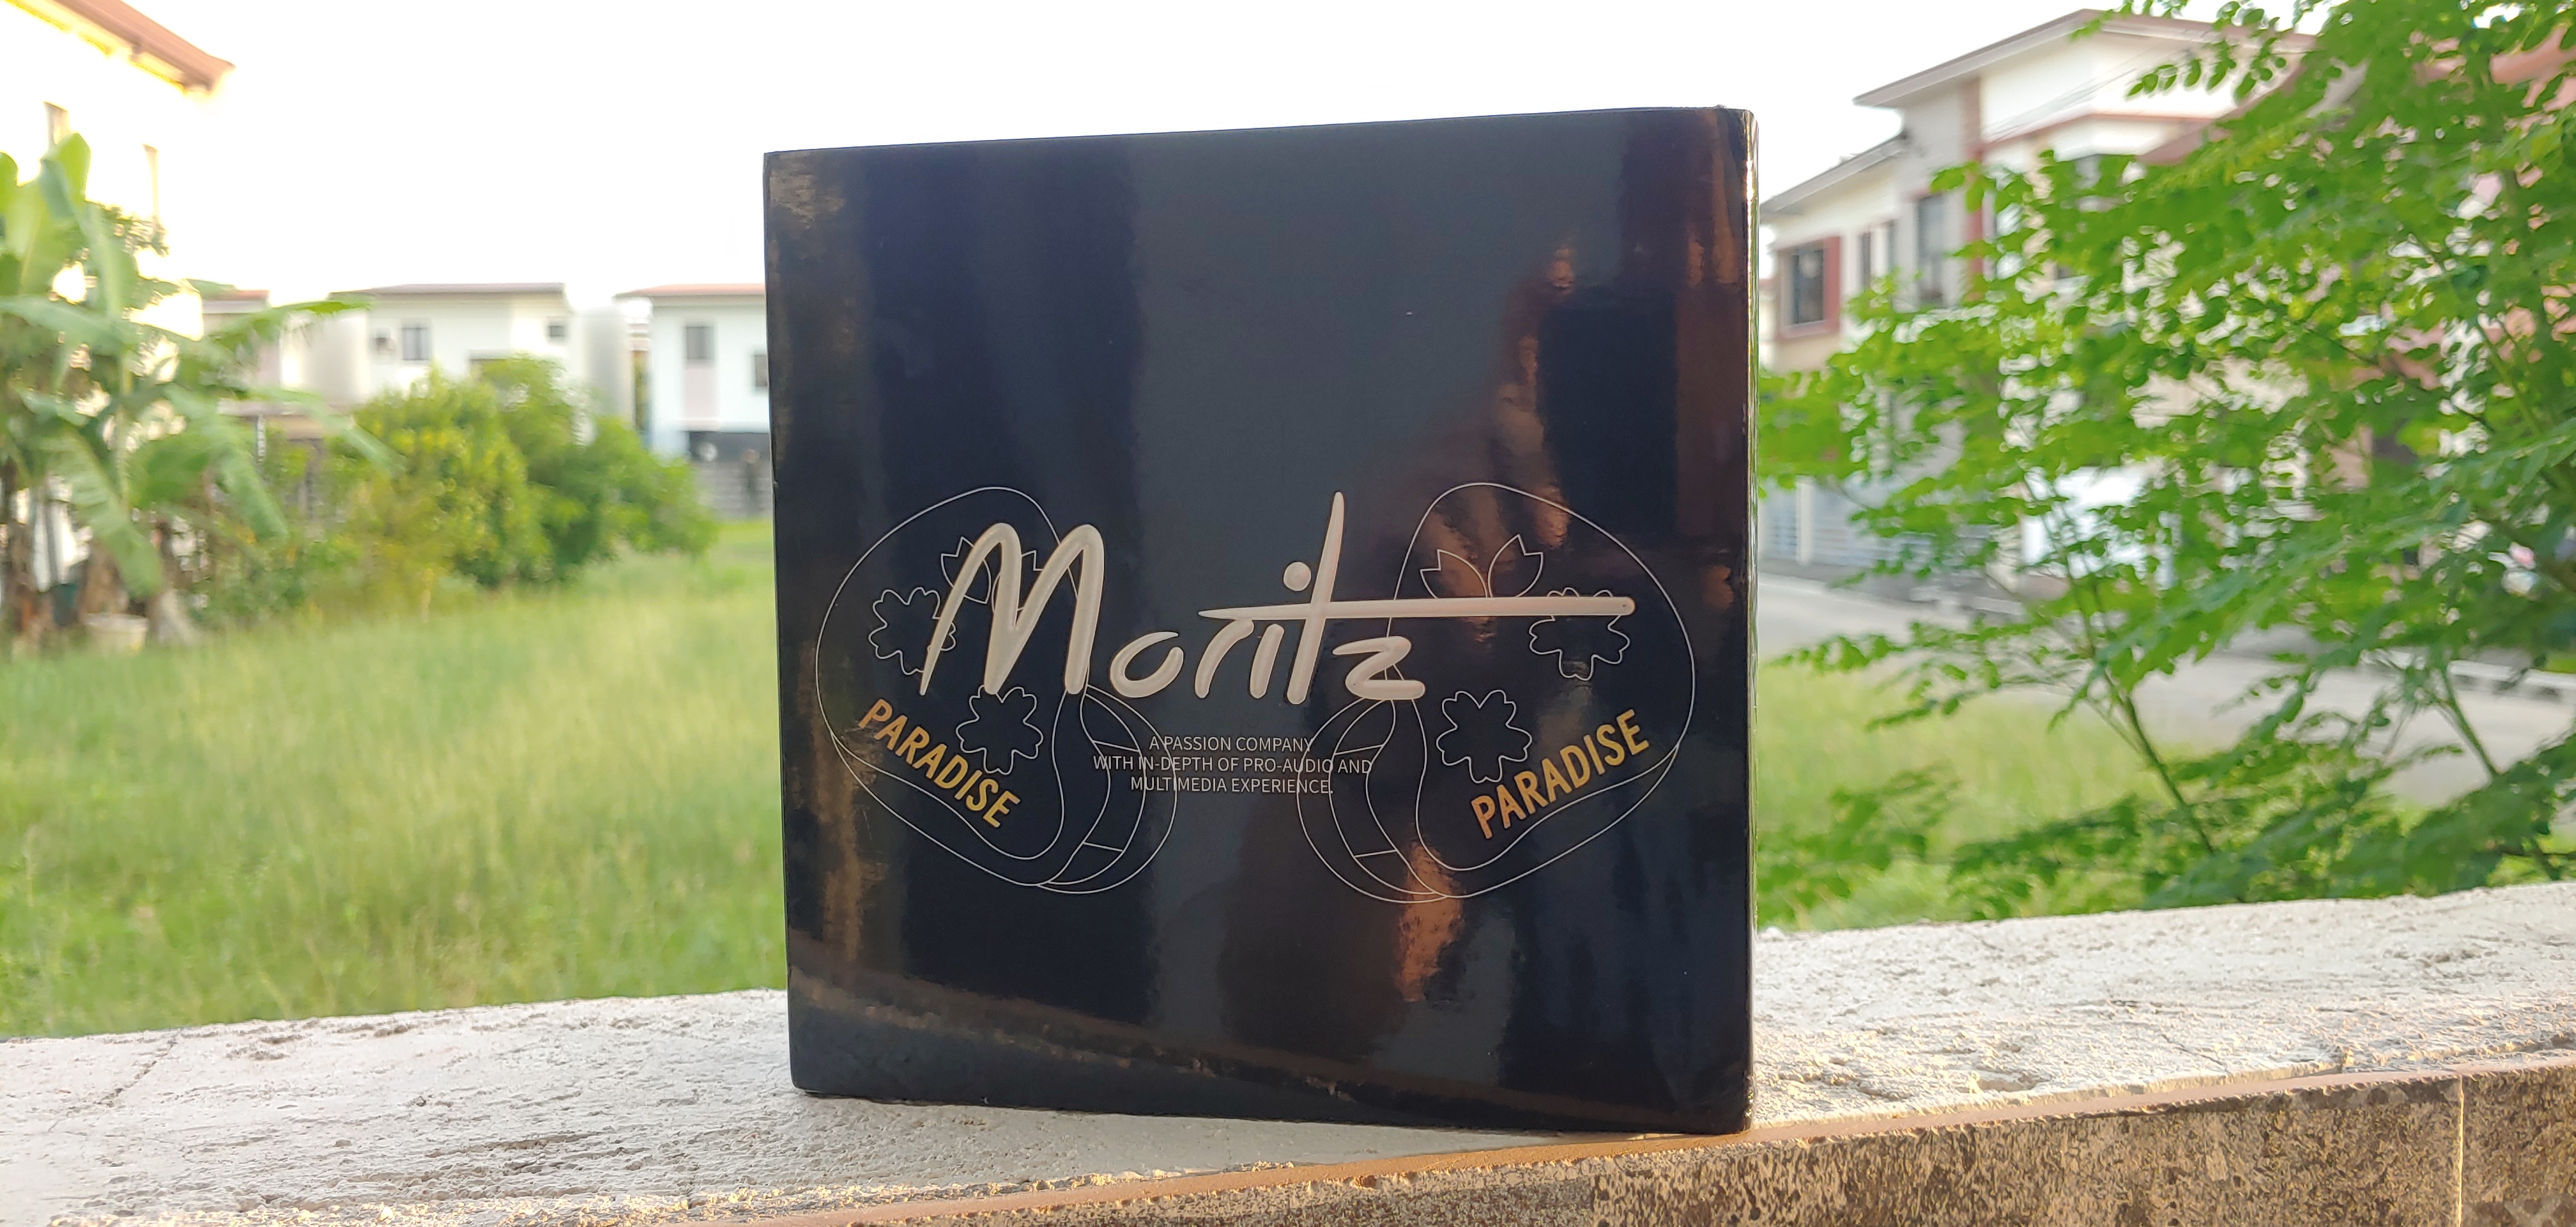 Moritz
PARADISE
A PASSION COMPANY
WITH IN-DEPTH OF PRO-AUDIO AND
MULTIMEDIA EXPERIENCE.
PARADISE